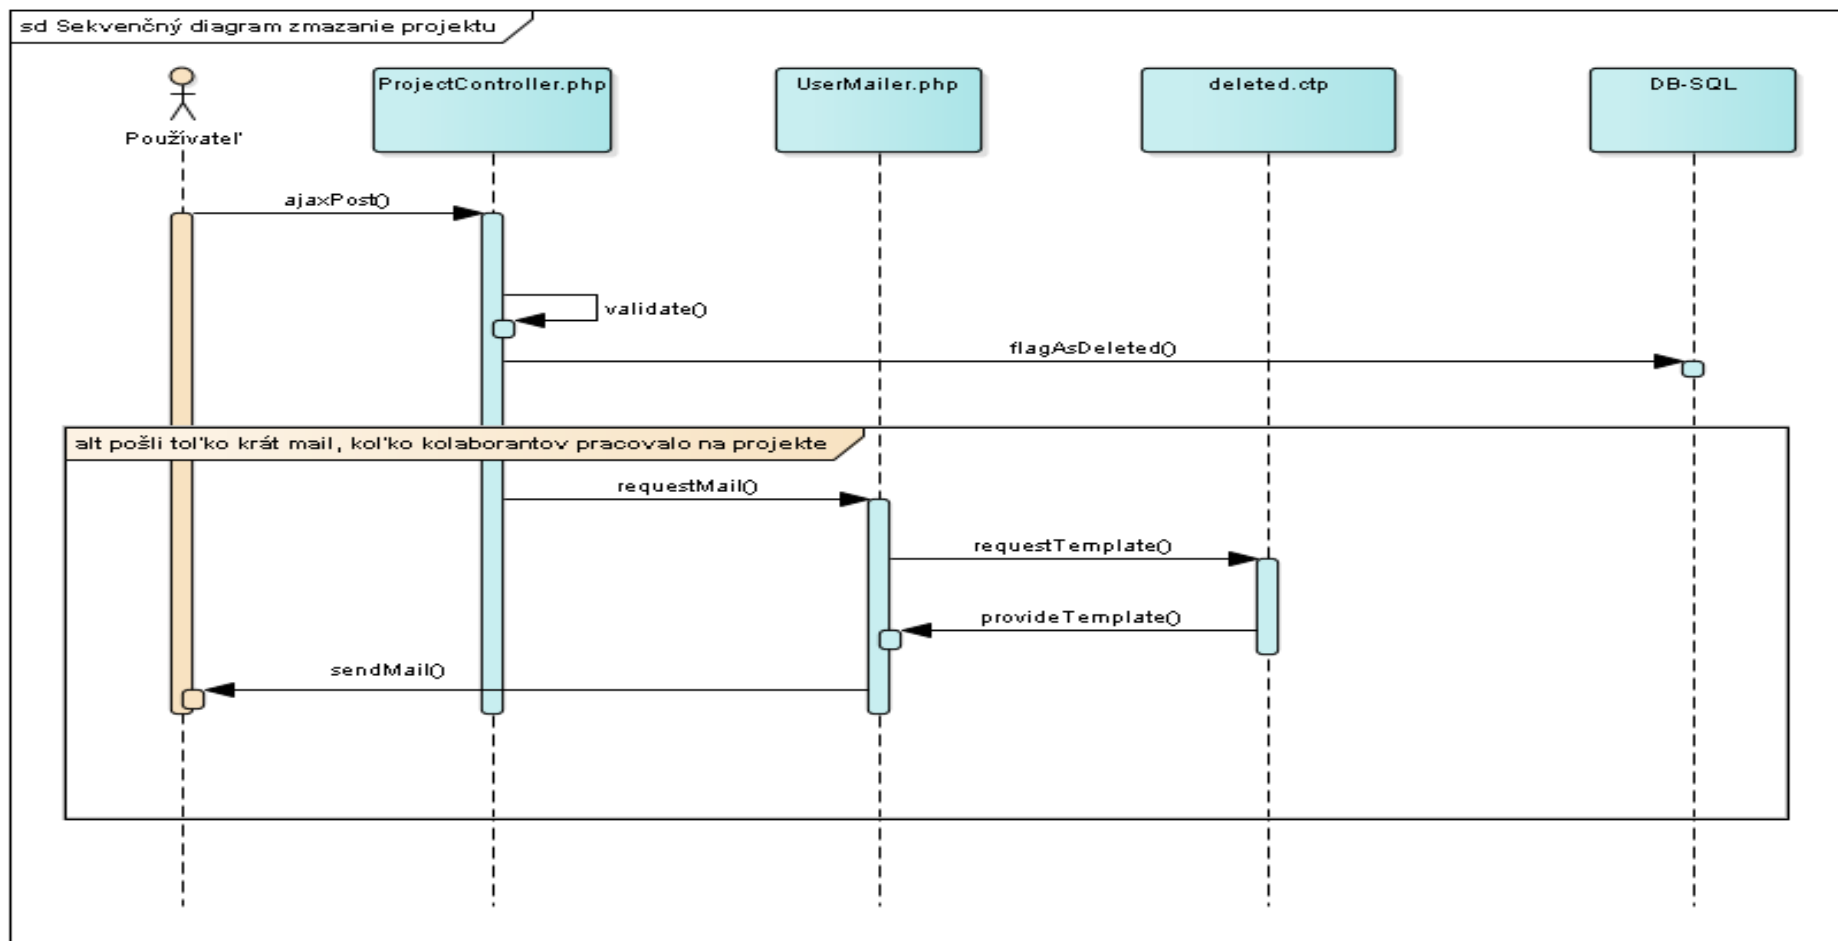 sd Sekvenčný diagram zmazanie projektu
Používateľ
ProjectController.php
UserMailer.php
deleted.ctp
DB-SQL
ajaxPost()
validate()
flagAsDeleted()
alt pošli toľko krát mail, koľko kolaborantov pracovalo na projekte
requestMail()
requestTemplate()
provideTemplate()
sendMail()